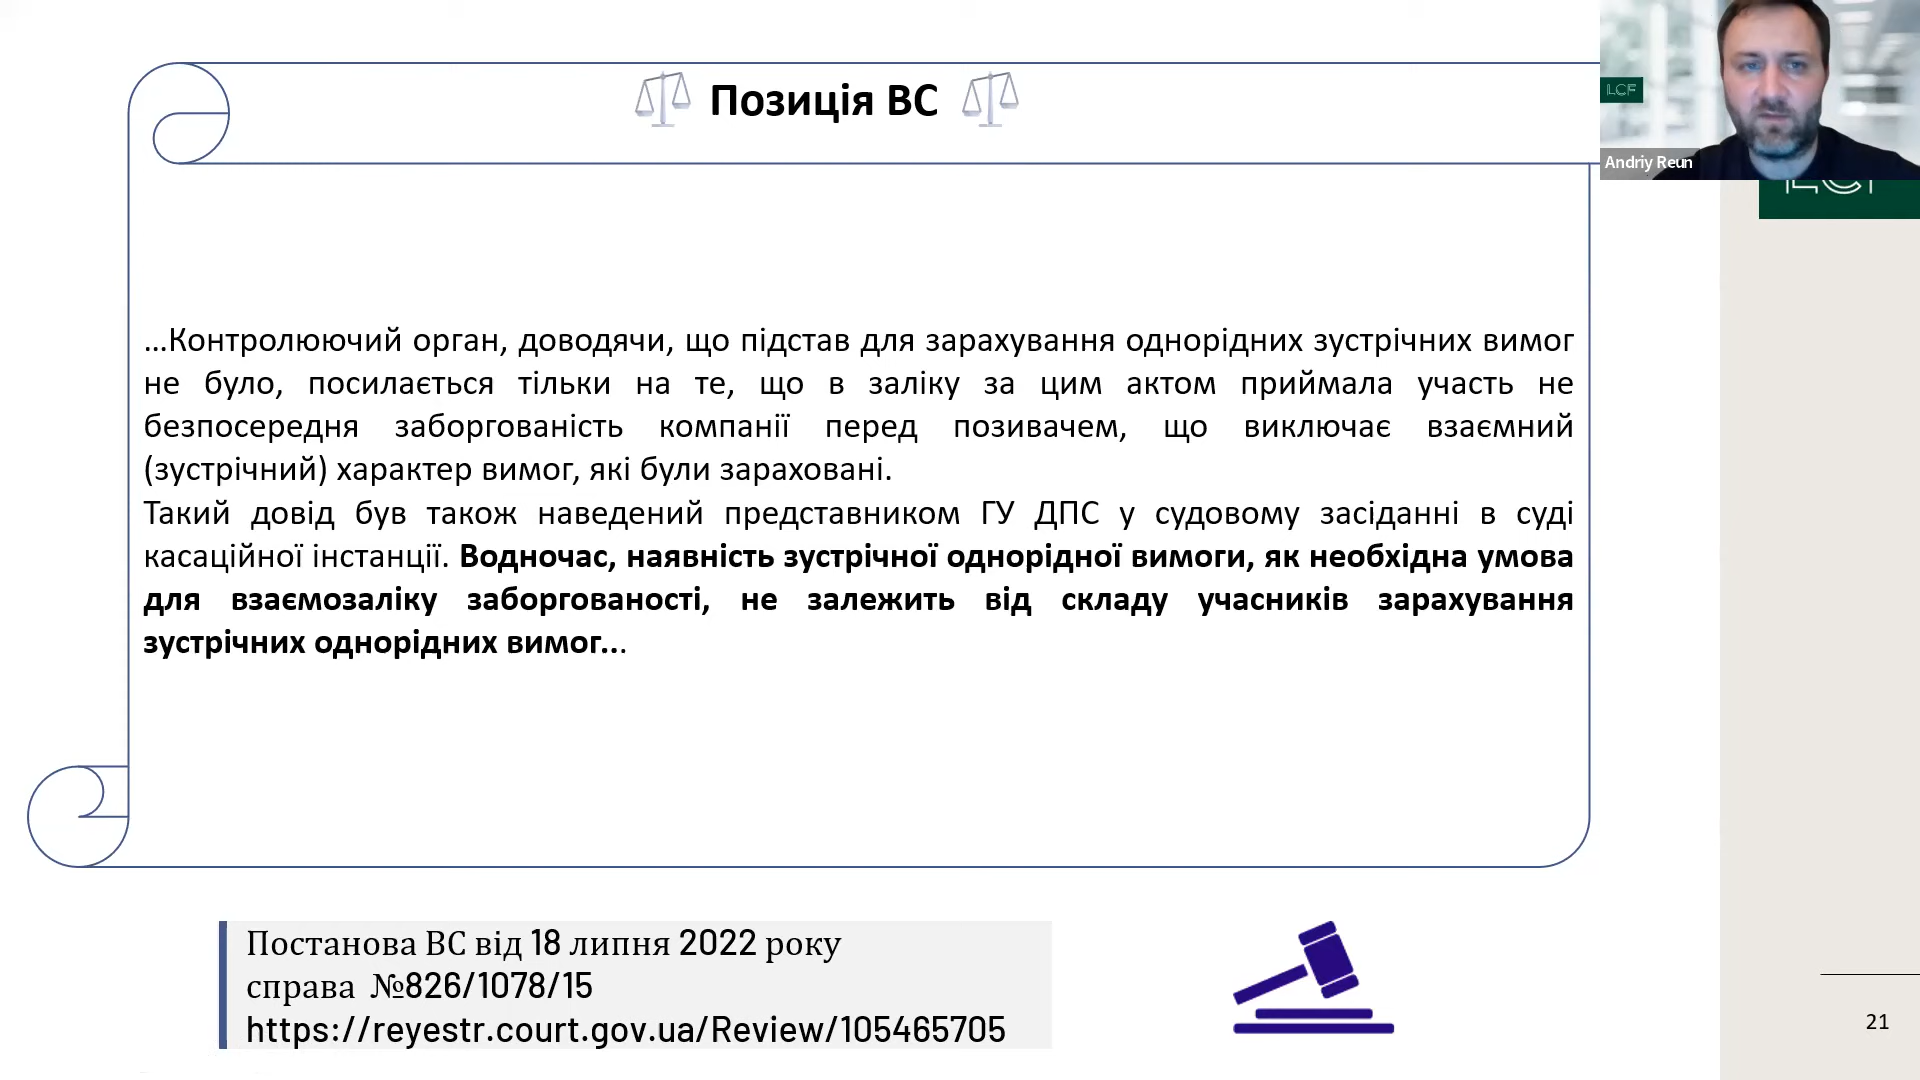 Позиція ВС
LCF
Andriy Reun
...Контролюючий орган, доводячи, що підстав для зарахування однорідних зустрічних вимог
не було, посилається тільки на те, що в заліку за цим актом приймала участь не
безпосередня заборгованість компанії перед позивачем, що виключає взаємний
(зустрічний) характер вимог, які були зараховані.
Такий довід був також наведений представником ГУ ДПС у судовому засіданні в суді
касаційної інстанції. Водночас, наявність зустрічної однорідної вимоги, як необхідна умова
для взаємозаліку заборгованості, не залежить від складу учасників зарахування
зустрічних однорідних вимог....
Постанова ВС від 18 липня 2022 року
справа №826/1078/15
https://reyestr.court.gov.ua/Review/105465705
21